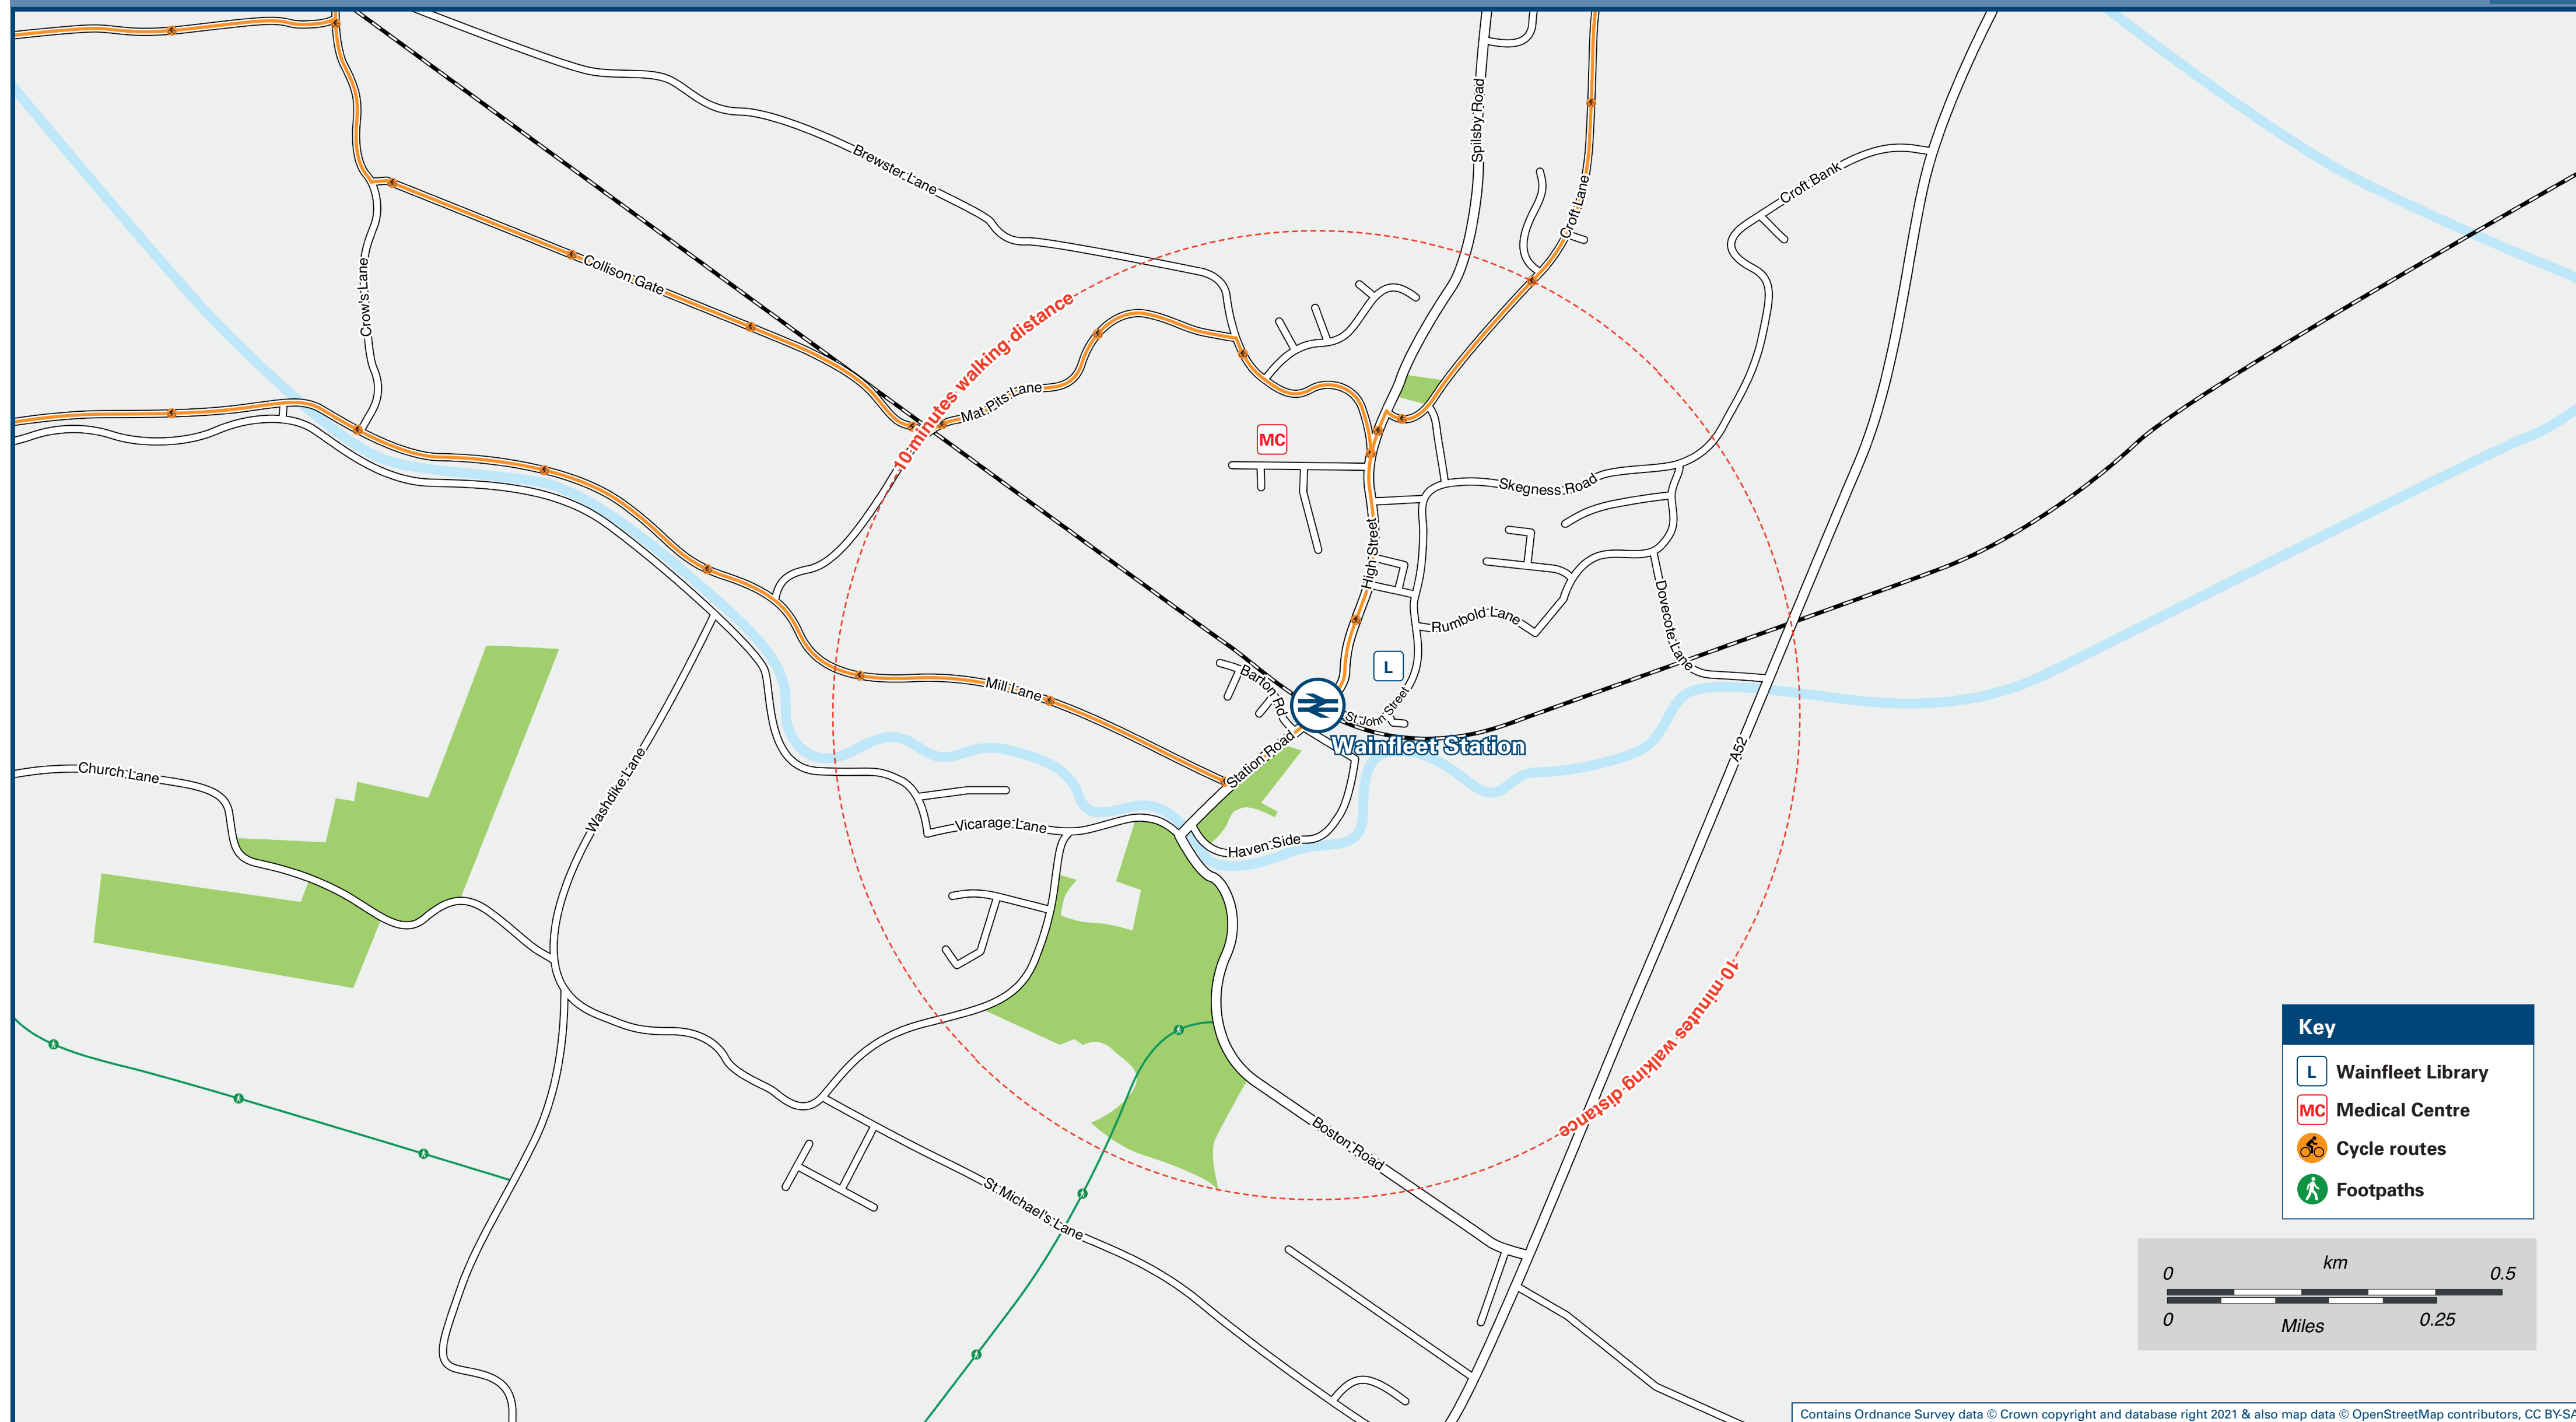 Spilsby Road
Brewster Lane
Croft Lane
Croft Bank
Collison Gate
Crow's Lane
10 minutes walking distance
Mat Pits Lane
MC
Skegness Road
High Street
Rumbold Lane
Dovecote Lane
L
Barton Rd
Mill Lane
St John Street
Station Road
Wainfleet Station
A52
Church Lane
Washdike Lane
Vicarage Lane
Haven Side
10 minutes walking distance
Boston Road
St Michael's Lane
Key
L Wainfleet Library
MC Medical Centre
Cycle routes
Footpaths
km
0 0.5
0 0.25
Miles
Contains Ordnance Survey data © Crown copyright and database right 2021 & also map data © OpenStreetMap contributors, CC BY-SA